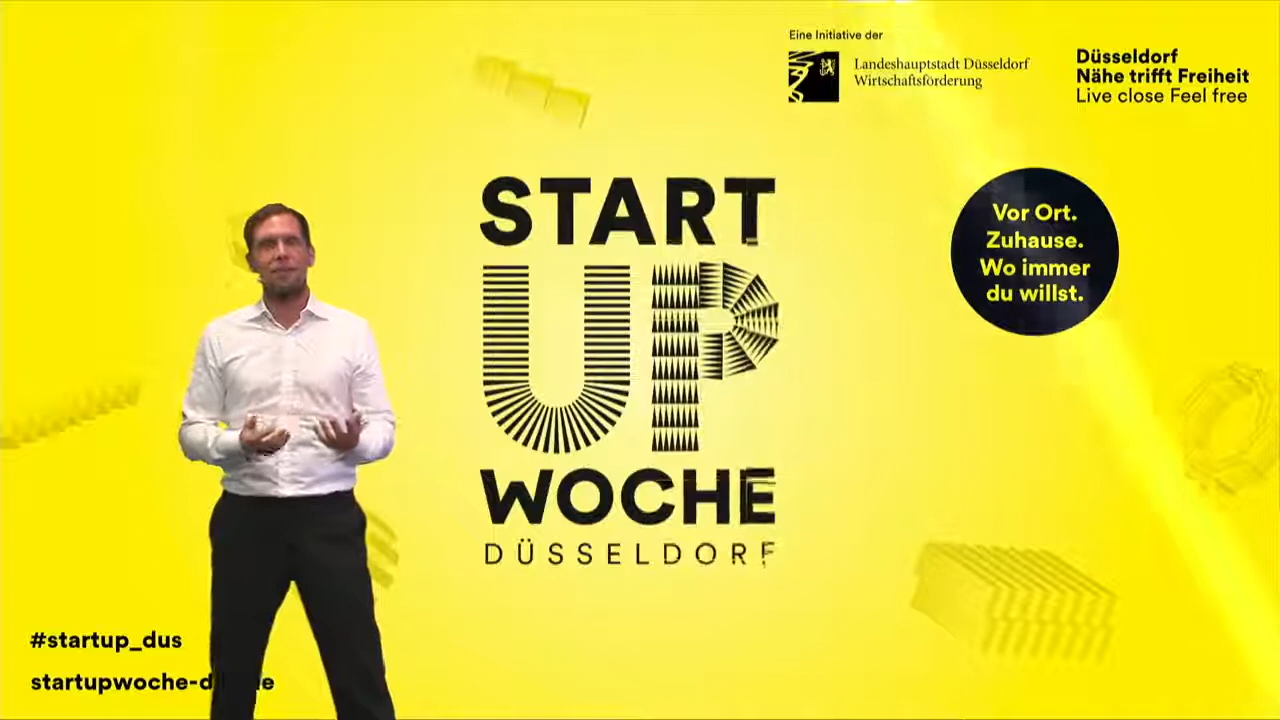 Eine Initiative der
Landeshauptstadt Düsseldorf
Wirtschaftsförderung
Düsseldorf
Nähe trifft Freiheit
Live close Feel free
START
UP
WOCHE
DÜSSELDORF
Vor Ort.
Zuhause.
Wo immer
du willst.
#startup_dus